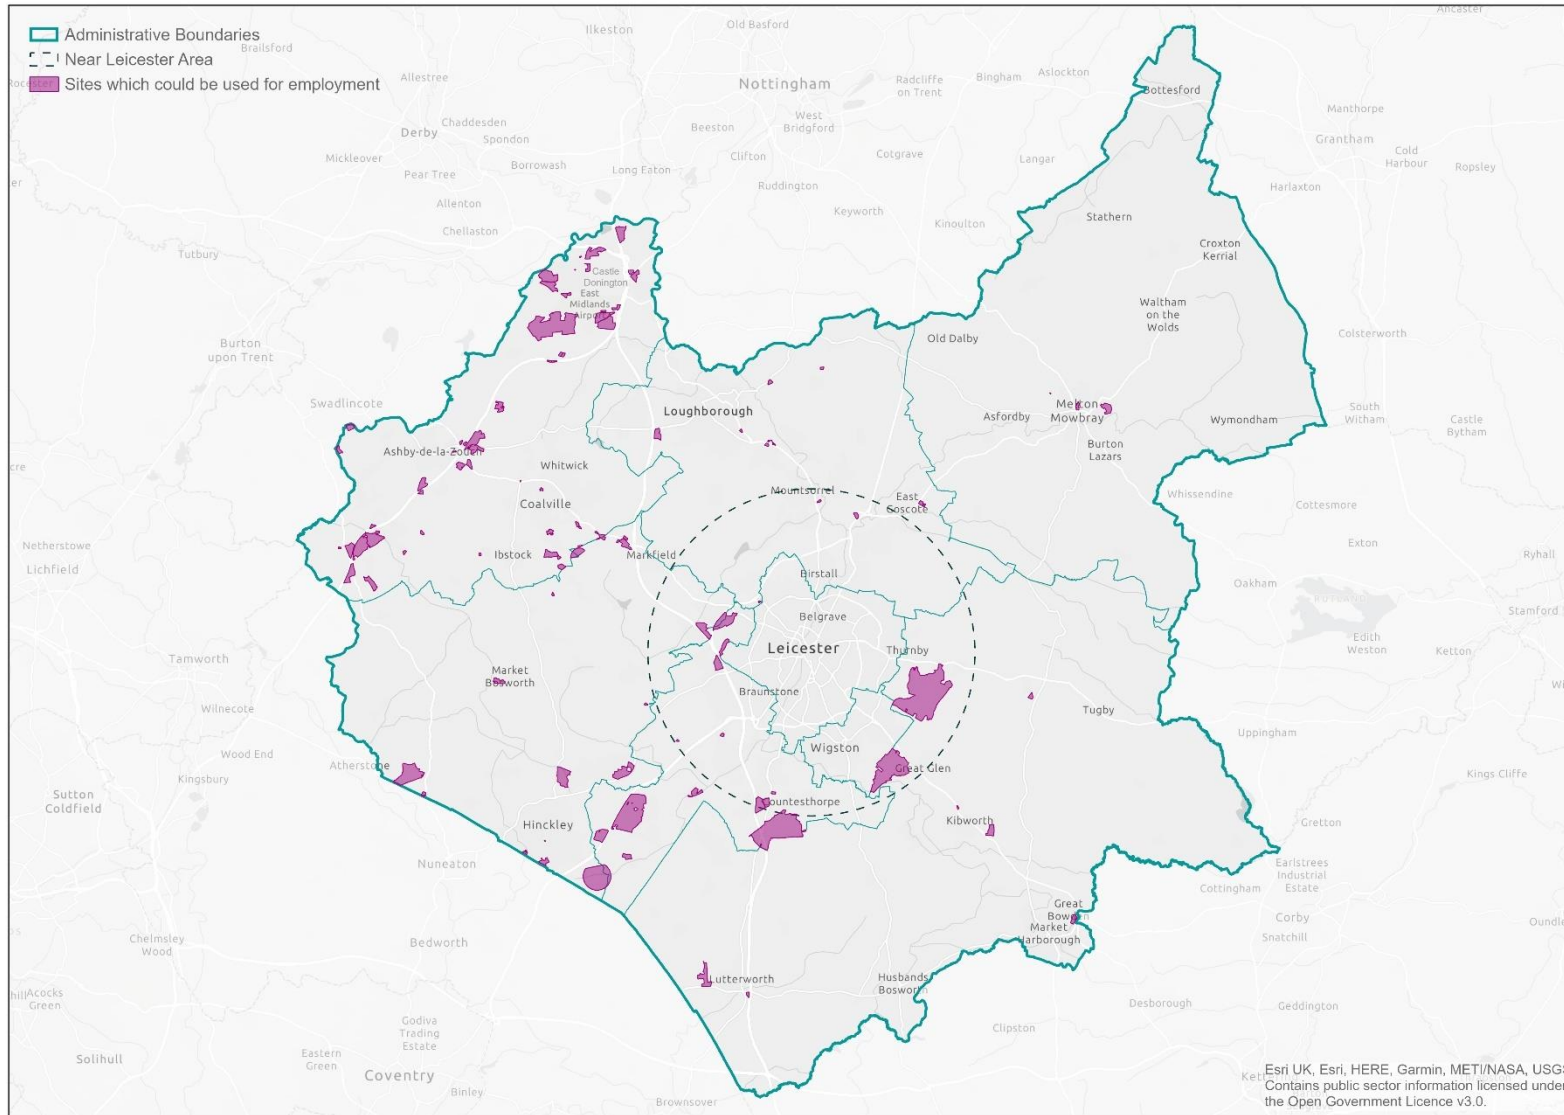 Administrative Boundaries
Near Leicester Area
Sites which could be used for employment
Ancaster
Old Basford
Ilkeston
Brailsford
Allestree
Nottingham
Radcliffe
on Trent
Bingham
Aslockton
Bottesford
Manthorpe
Grantham
Chaddesden
Derby
Spondon
Beeston
West
Bridgford
Mickleover
Borrowash
Clifton
Cotgrave
Langar
Cold
Harbour
Ropsley
Pear Tree
Long Eaton
Ruddington
Harlaxton
Allenton
Keyworth
Kinoulton
Stathern
Chellaston
Tutbury
Croxton
Kerrial
Castle
Donington
East
Midlands
Airport
Waltham
on the
Wolds
Colsterworth
Burton
upon Trent
Old Dalby
Swadlincote
Loughborough
Asfordby
Melton
Mowbray
Wymondham
South
Witham
Castle
Bytham
Ashby-de-la-Zouch
Whitwick
Burton
Lazars
Coalville
Mountsorrel
East
Goscote
Whissendine
Cottesmore
Netherstowe
Lichfield
Ibstock
Markfield
Exton
Ryhall
Birstall
Oakham
Stamford
Belgrave
Edith
Weston
Ketton
Tamworth
Market
Bosworth
Leicester
Thurnby
Braunstone
Tugby
Wilnecote
Uppingham
Wood End
Atherstone
Wigston
Great Glen
Kingsbury
Kings Cliffe
Sutton
Coldfield
Countesthorpe
Hinckley
Kibworth
Gretton
Nuneaton
Earlstrees
Industrial
Estate
Cottingham
Great
Bowden
Market
Harborough
Corby
Snatchill
Oundle
Chelmsley
Wood
Bedworth
Lutterworth
Husbands
Bosworth
Acocks
Green
Desborough
Geddington
Godiva
Trading
Estate
Clipston
Solihull
Eastern
Green
Coventry
Binley
Brownsover
Esri UK, Esri, HERE, Garmin, METI/NASA, USGS
Contains public sector information licensed under
the Open Government Licence v3.0.